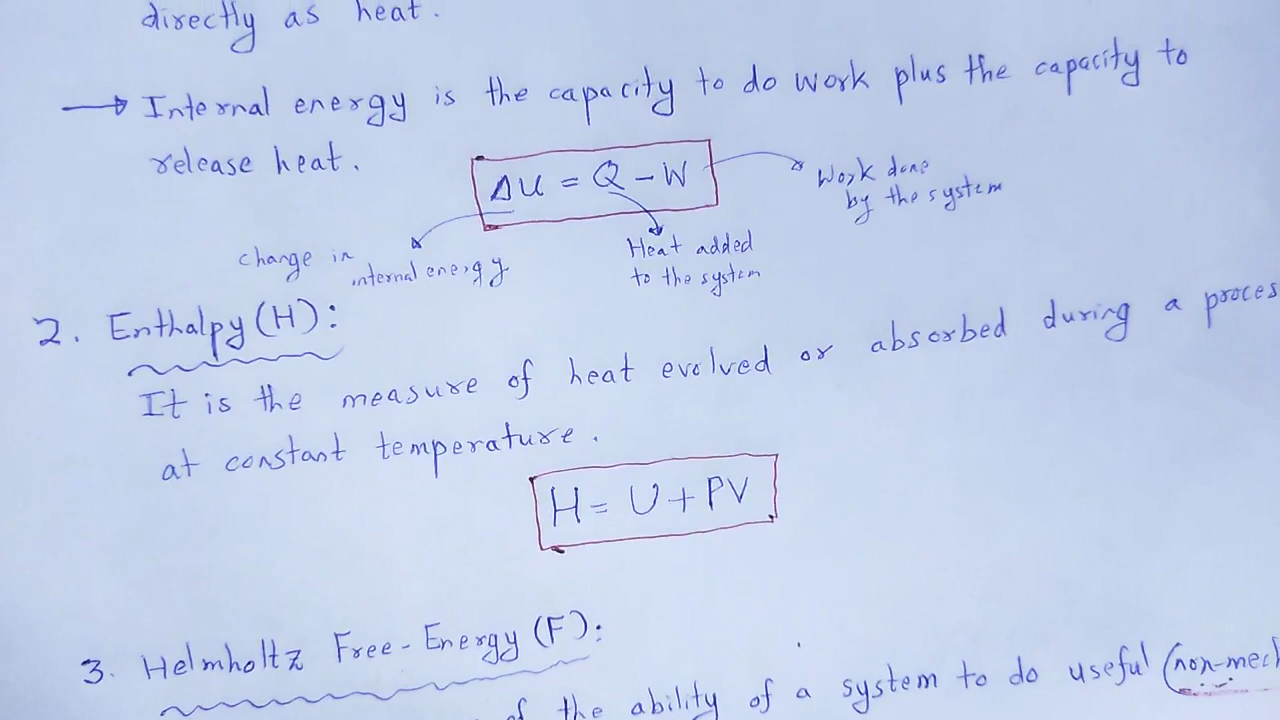 directly as heat.
→ Internal energy is the capacity to do work plus the capacity to
release heat.
ΔU = Q - W
Work done
by the system
change in
internal energy
Heat added
to the system
2. Enthalpy (H):
It is the measure of heat evolved or absorbed during a proces
at constant temperature.
H = U + PV
3. Helmholtz Free-Energy (F):
of the ability of a system to do useful (non-mech